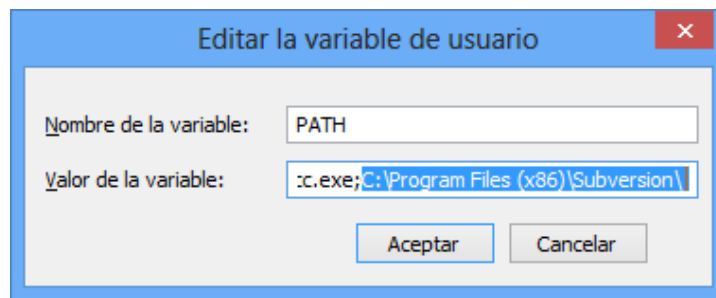 Editar la variable de usuario
Nombre de la variable: PATH
Valor de la variable: :c.exe;C:\Program Files (x86)\Subversion\
Aceptar Cancelar